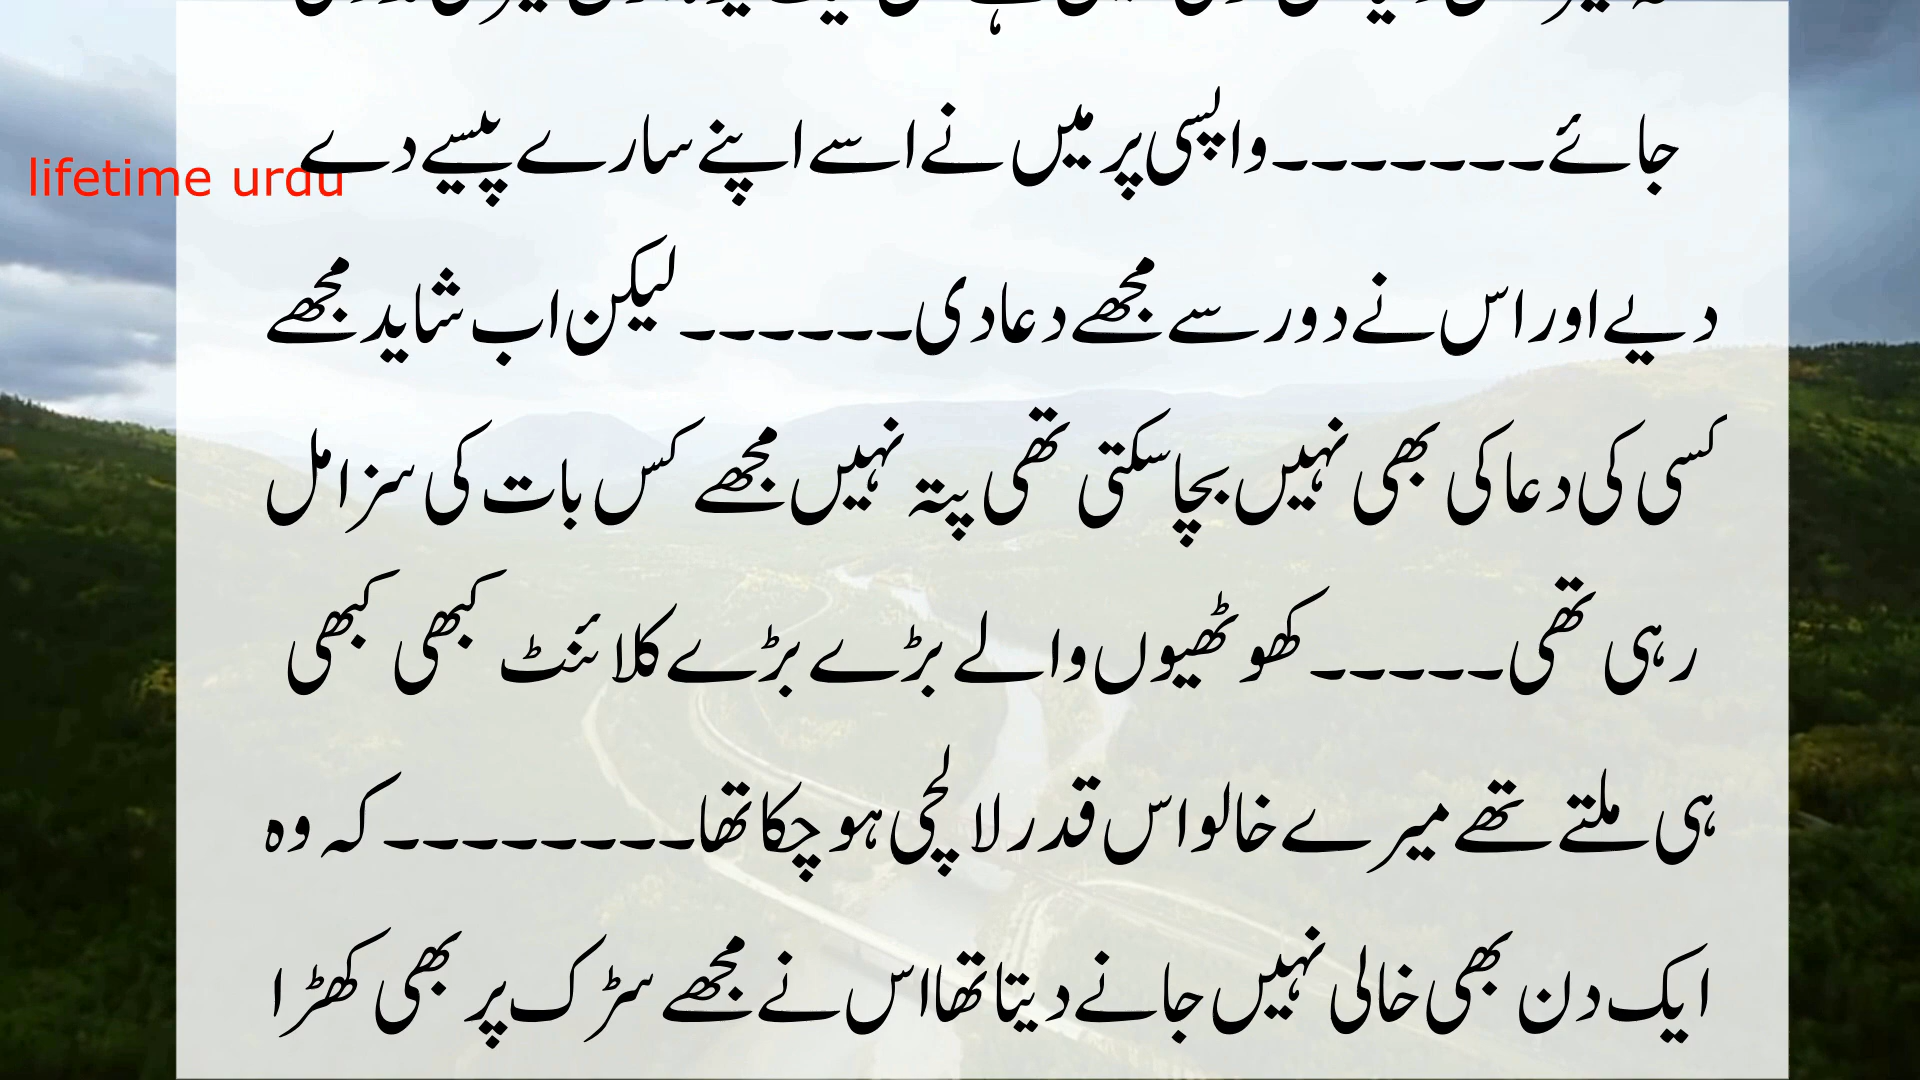 جائے۔۔۔۔۔۔۔واپسی پر میں نے اسے اپنے سارے پیسے دے
lifetime urdu
دیے اور اس نے دور سے مجھے دعا دی۔۔۔۔۔۔لیکن اب شاید مجھے
کسی کی دعا کی بھی نہیں بچا سکتی تھی پتہ نہیں مجھے کس بات کی سزا مل
رہی تھی۔۔۔۔۔کھوٹھیوں والے بڑے بڑے کلائنٹ کبھی کبھی
ہی ملتے تھے میرے خالو اس قدر لالچی ہو چکا تھا۔۔۔۔۔۔۔۔کہ وہ
ایک دن بھی خالی نہیں جانے دیتا تھا اس نے مجھے سڑک پر بھی کھڑا